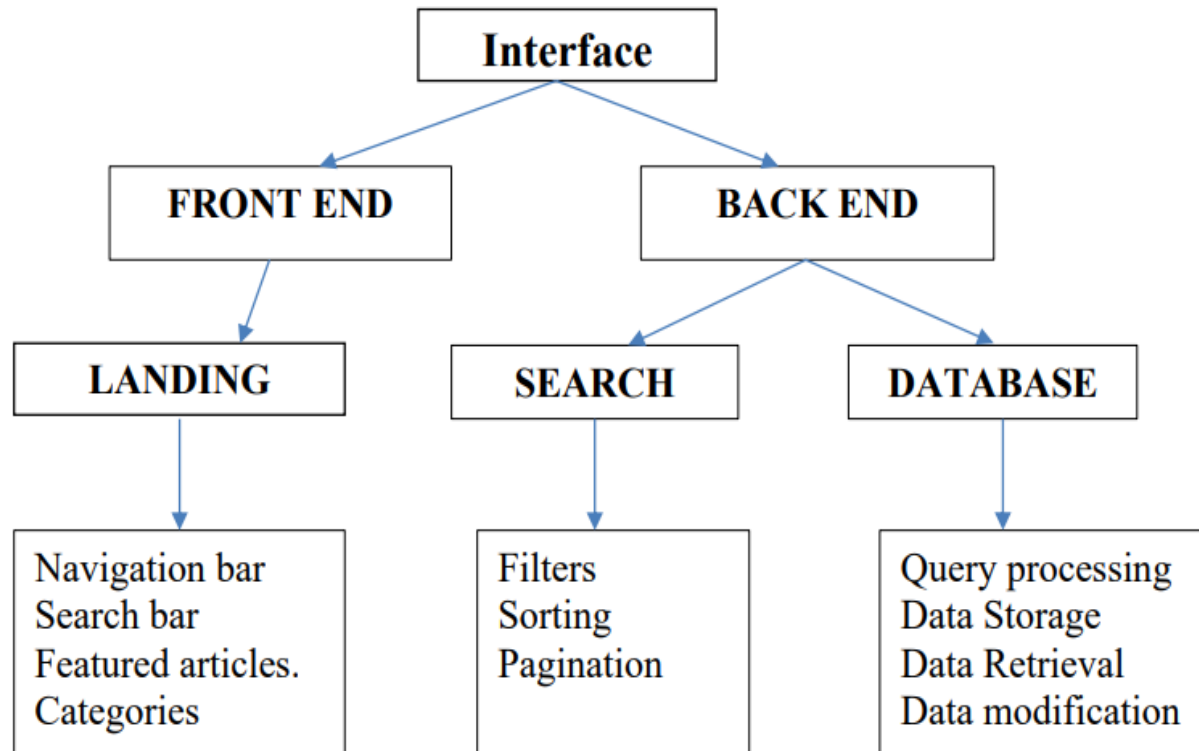 Interface
FRONT END
BACK END
LANDING
SEARCH
DATABASE
Navigation bar
Search bar
Featured articles.
Categories
Filters
Sorting
Pagination
Query processing
Data Storage
Data Retrieval
Data modification